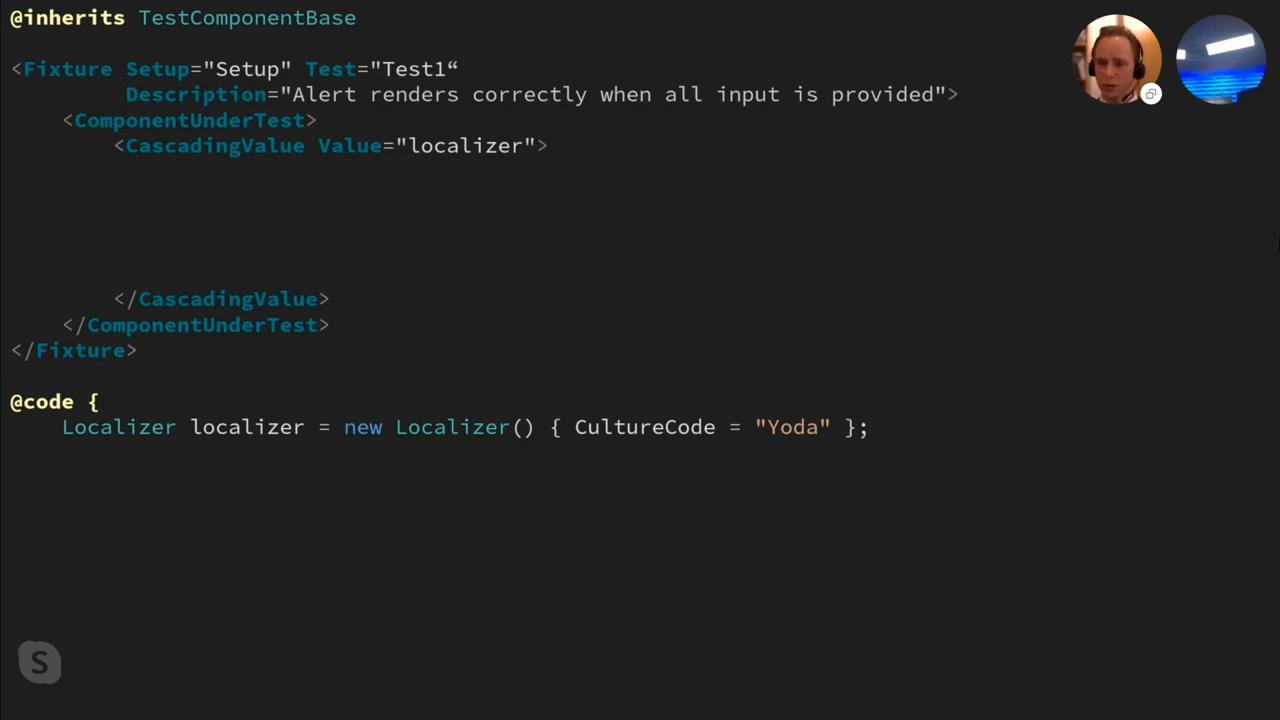 @inherits TestComponentBase
<Fixture Setup="Setup" Test="Test1“
Description="Alert renders correctly when all input is provided">
<ComponentUnderTest>
<CascadingValue Value="localizer">
</CascadingValue>
</ComponentUnderTest>
</Fixture>
@code {
Localizer localizer = new Localizer() { CultureCode = "Yoda" };
S